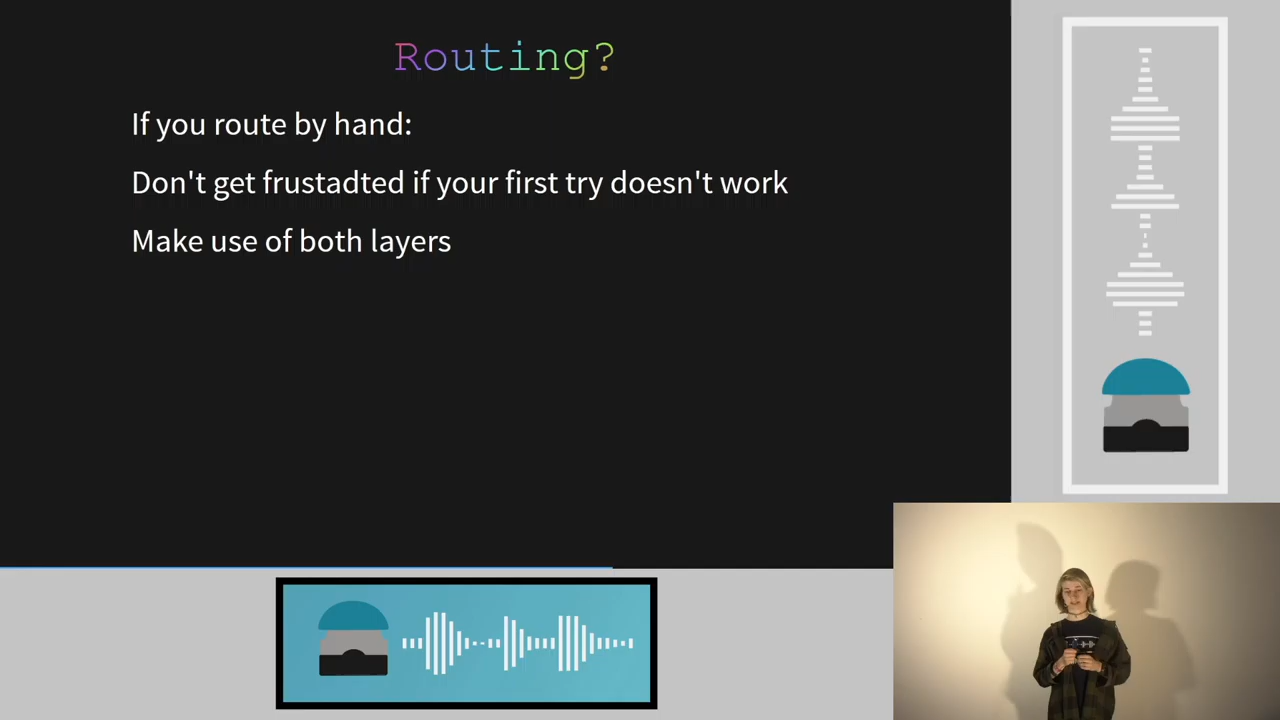 Routing?
If you route by hand:
Don't get frustadted if your first try doesn't work
Make use of both layers